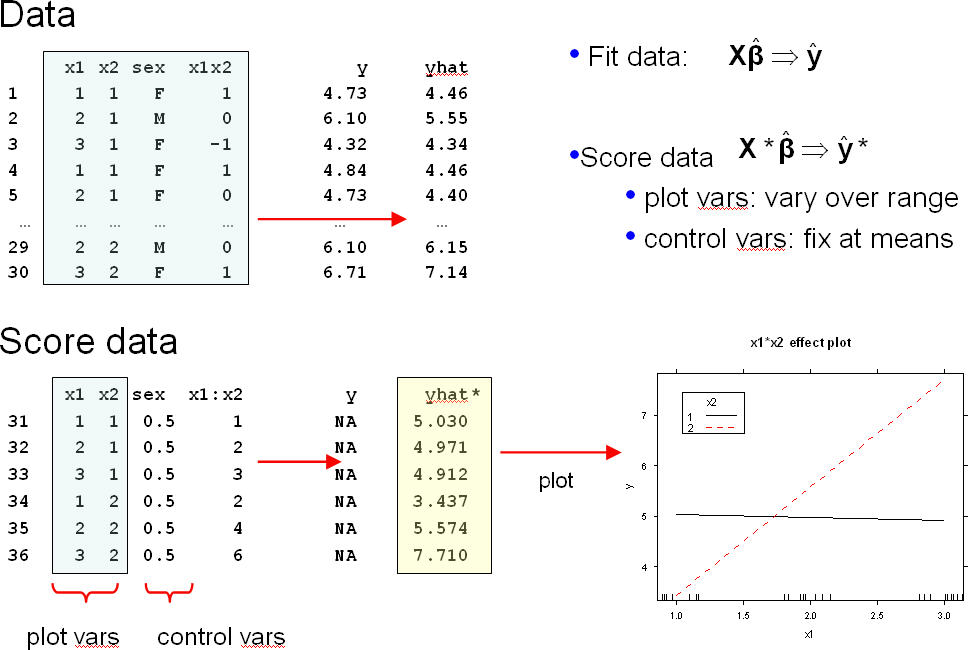 Data
x1 x2 sex x1x2 y yhat
1 1 1 F 1 4.73 4.46
2 2 1 M 0 6.10 5.55
3 3 1 F -1 4.32 4.34
4 1 1 F 1 4.84 4.46
5 2 1 F 0 4.73 4.40
… … … … … … …
29 2 2 M 0 6.10 6.15
30 3 2 F 1 6.71 7.14
• Fit data: Xβ̂ ⇒ ŷ
•Score data X*β̂ ⇒ ŷ*
• plot vars: vary over range
• control vars: fix at means
Score data
x1 x2 sex x1:x2 y yhat*
31 1 1 0.5 1 NA 5.030
32 2 1 0.5 2 NA 4.971
33 3 1 0.5 3 NA 4.912
34 1 2 0.5 2 NA 3.437
35 2 2 0.5 4 NA 5.574
36 3 2 0.5 6 NA 7.710
plot vars control vars
plot
x1*x2 effect plot
x2
1
2
7
6
5
4
y
1.0 1.5 2.0 2.5 3.0
x1